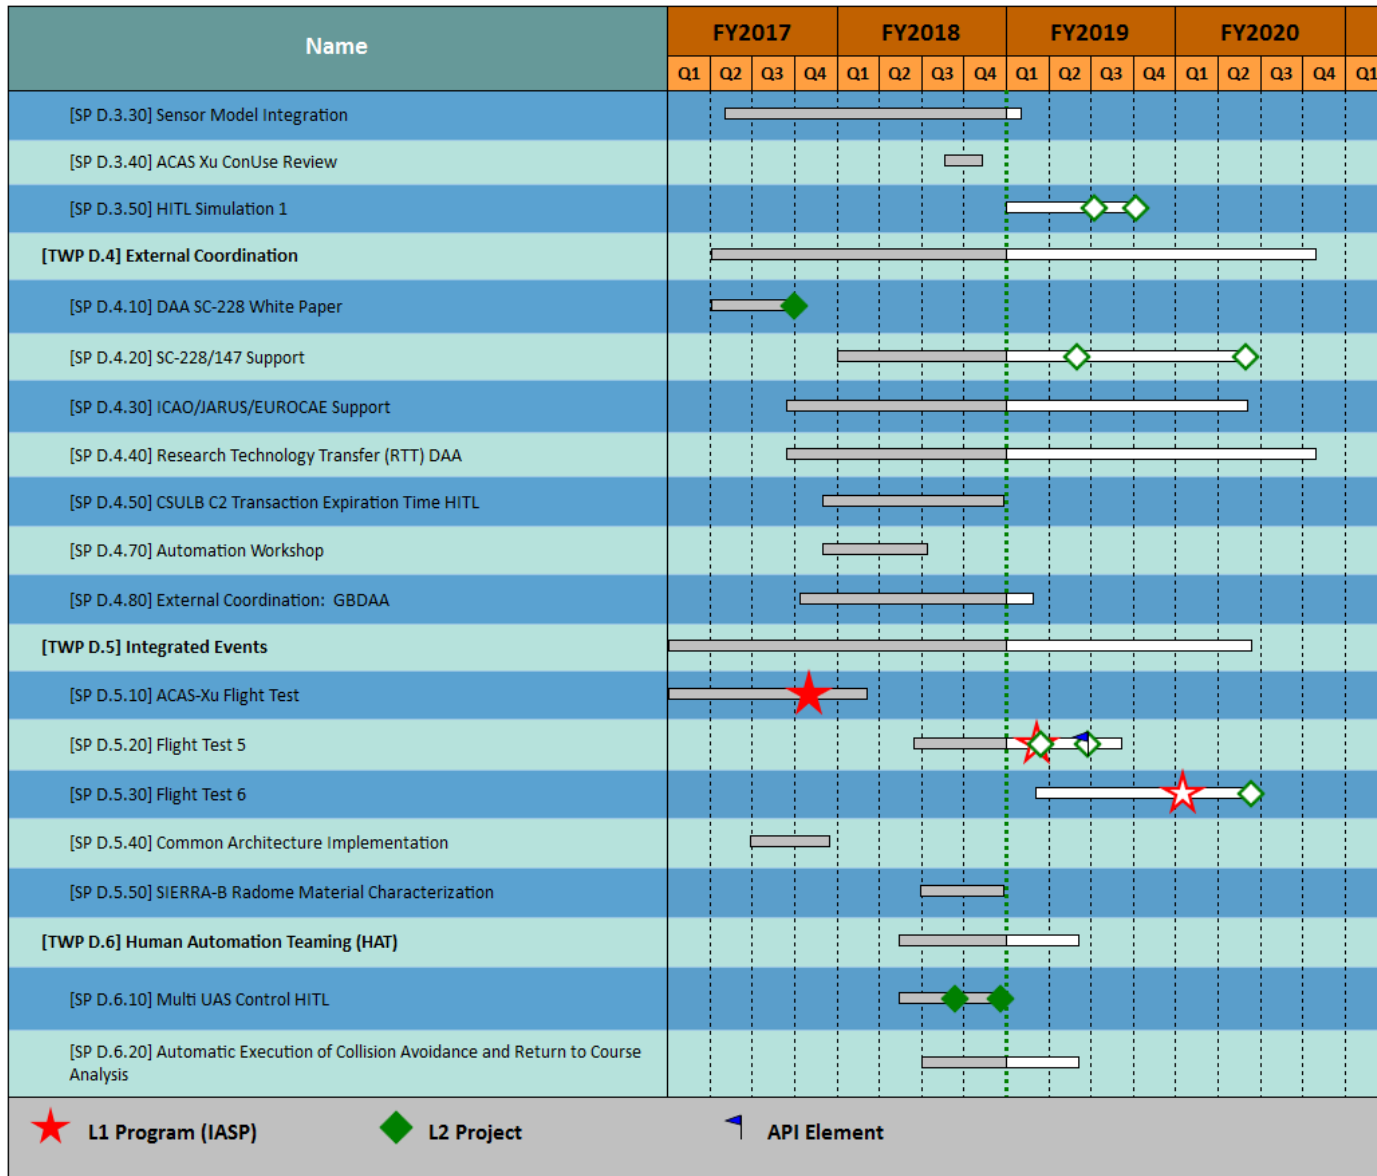 Name
FY2017 FY2018 FY2019 FY2020
Q1 Q2 Q3 Q4 Q1 Q2 Q3 Q4 Q1 Q2 Q3 Q4 Q1 Q2 Q3 Q4 Q1
[SP D.3.30] Sensor Model Integration
[SP D.3.40] ACAS Xu ConUse Review
[SP D.3.50] HITL Simulation 1
[TWP D.4] External Coordination
[SP D.4.10] DAA SC-228 White Paper
[SP D.4.20] SC-228/147 Support
[SP D.4.30] ICAO/JARUS/EUROCAE Support
[SP D.4.40] Research Technology Transfer (RTT) DAA
[SP D.4.50] CSULB C2 Transaction Expiration Time HITL
[SP D.4.70] Automation Workshop
[SP D.4.80] External Coordination: GBDAA
[TWP D.5] Integrated Events
[SP D.5.10] ACAS-Xu Flight Test
[SP D.5.20] Flight Test 5
[SP D.5.30] Flight Test 6
[SP D.5.40] Common Architecture Implementation
[SP D.5.50] SIERRA-B Radome Material Characterization
[TWP D.6] Human Automation Teaming (HAT)
[SP D.6.10] Multi UAS Control HITL
[SP D.6.20] Automatic Execution of Collision Avoidance and Return to Course
Analysis
L1 Program (IASP) L2 Project API Element